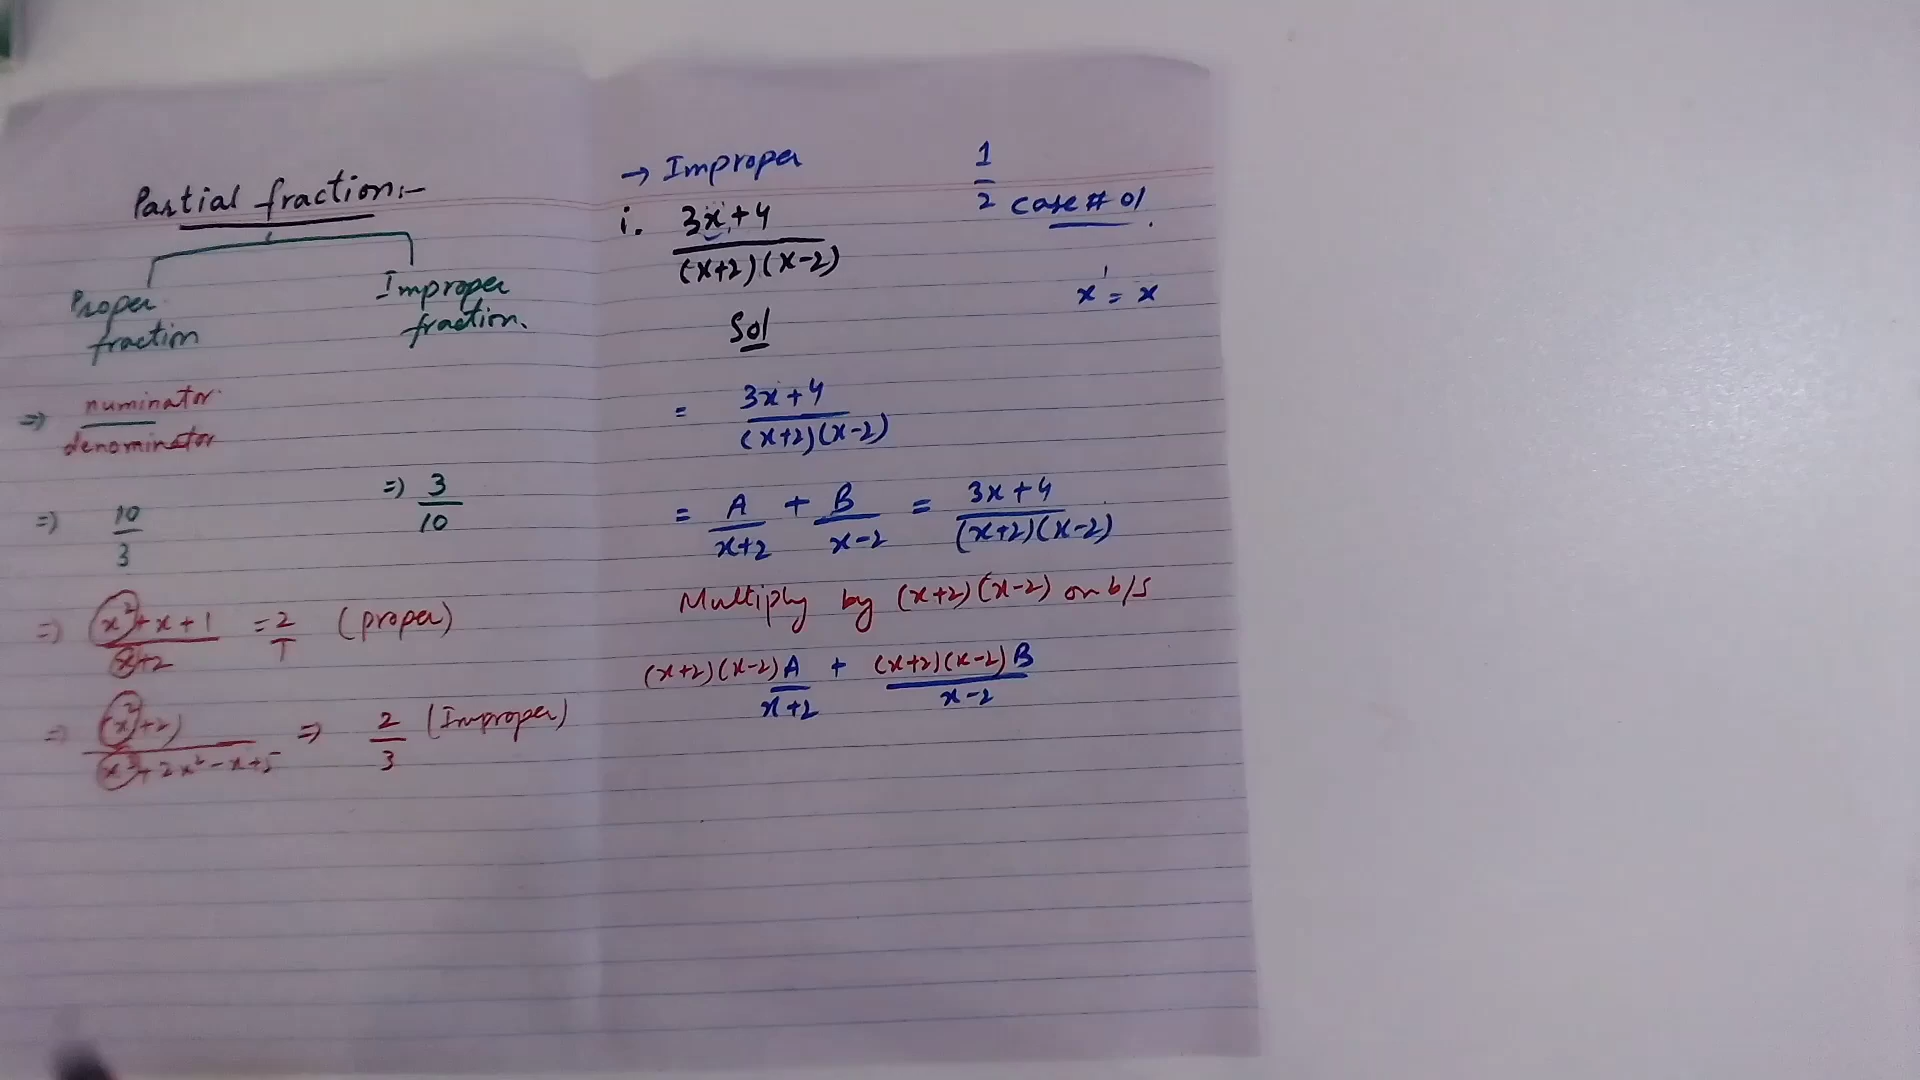 Partial fraction:-
Proper fraction
Improper fraction.
⇒ numinator / denominator
⇒ 10/3
⇒ 3/10
⇒ x²+x+1 / x+2 = 2/1 (proper)
⇒ (x²+2) / x³+2x²-x+5 ⇒ 2/3 (Improper)
→ Improper
1/2
case # 01.
i. 3x+4 / (x+2)(x-2)
x¹ = x
Sol
= 3x+4 / (x+2)(x-2)
= A/x+2 + B/x-2 = 3x+4 / (x+2)(x-2)
Multiply by (x+2)(x-2) on b/s
(x+2)(x-2)A / x+2 + (x+2)(x-2)B / x-2